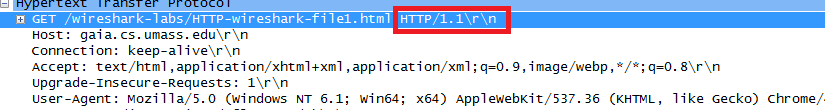 Hypertext Transfer Protocol
GET /wireshark-labs/HTTP-wireshark-file1.html HTTP/1.1\r\n
Host: gaia.cs.umass.edu\r\n
Connection: keep-alive\r\n
Accept: text/html,application/xhtml+xml,application/xml;q=0.9,image/webp,*/*;q=0.8\r\n
Upgrade-Insecure-Requests: 1\r\n
User-Agent: Mozilla/5.0 (Windows NT 6.1; Win64; x64) AppleWebKit/537.36 (KHTML, like Gecko) Chrome/